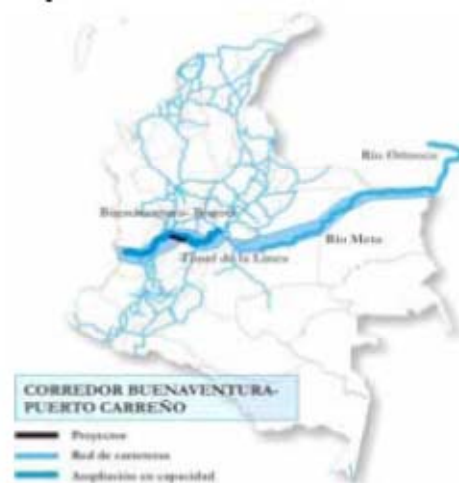 Río Orinoco
Buenaventura- Bogotá
Río Meta
Túnel de la Línea
CORREDOR BUENAVENTURA-
PUERTO CARREÑO
Proyectos
Red de carreteras
Ampliación en capacidad